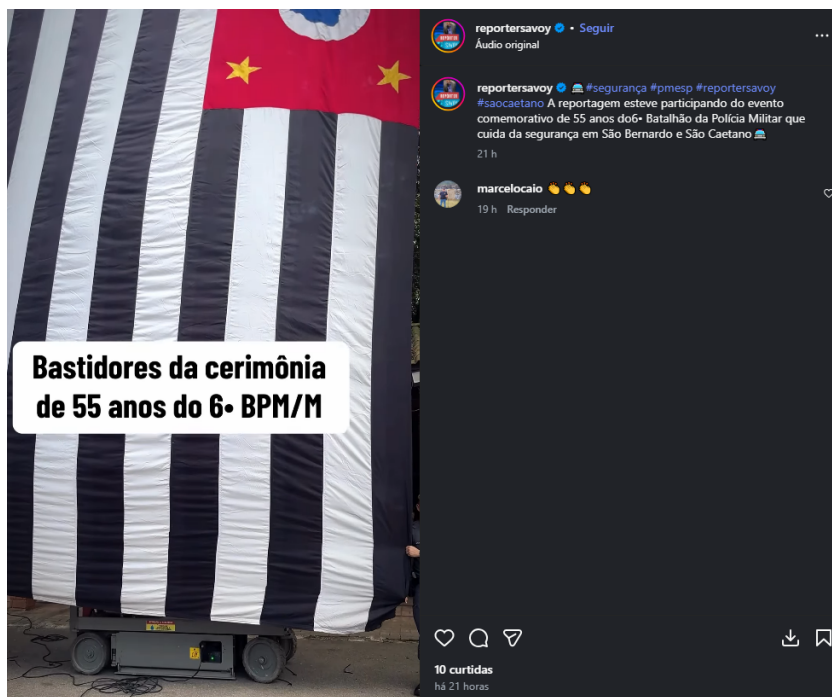 Bastidores da cerimônia
de 55 anos do 6• BPM/M
reportersavoy • Seguir
Áudio original
reportersavoy 🚔 #segurança #pmesp #reportersavoy
#saocaetano A reportagem esteve participando do evento
comemorativo de 55 anos do6• Batalhão da Polícia Militar que
cuida da segurança em São Bernardo e São Caetano 🚔
21 h
marcelocaio 👏👏👏
19 h Responder
10 curtidas
há 21 horas